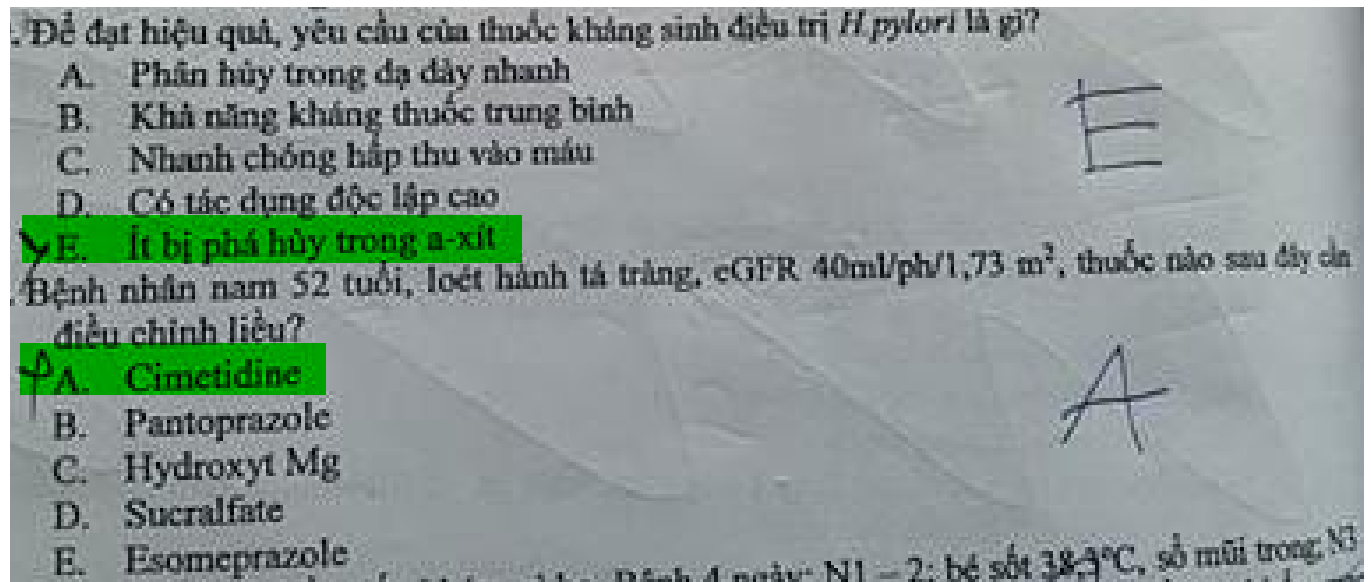 Để đạt hiệu quả, yêu cầu của thuốc kháng sinh điều trị H.pylori là gì?
A. Phân hủy trong dạ dày nhanh
B. Khả năng kháng thuốc trung bình
C. Nhanh chóng hấp thu vào máu
D. Có tác dụng độc lập cao
E. Ít bị phá hủy trong a-xít
E
Bệnh nhân nam 52 tuổi, loét hành tá tràng, eGFR 40ml/ph/1,73 m², thuốc nào sau đây cần
điều chỉnh liều?
A. Cimetidine
A
B. Pantoprazole
C. Hydroxyt Mg
D. Sucralfate
E. Esomeprazole
Bệnh 4 ngày: N1 – 2: bé sốt 38,3°C, sổ mũi trong N3